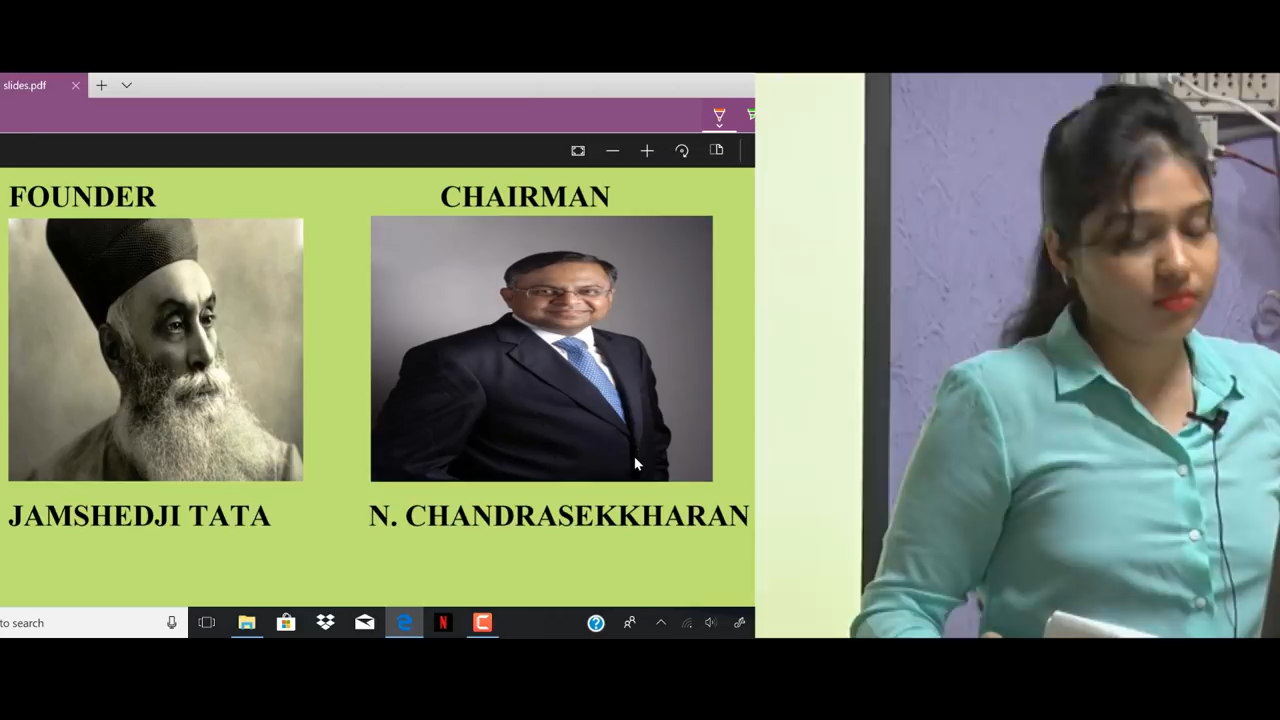 slides.pdf
FOUNDER
CHAIRMAN
JAMSHEDJI TATA
N. CHANDRASEKKHARAN
to search